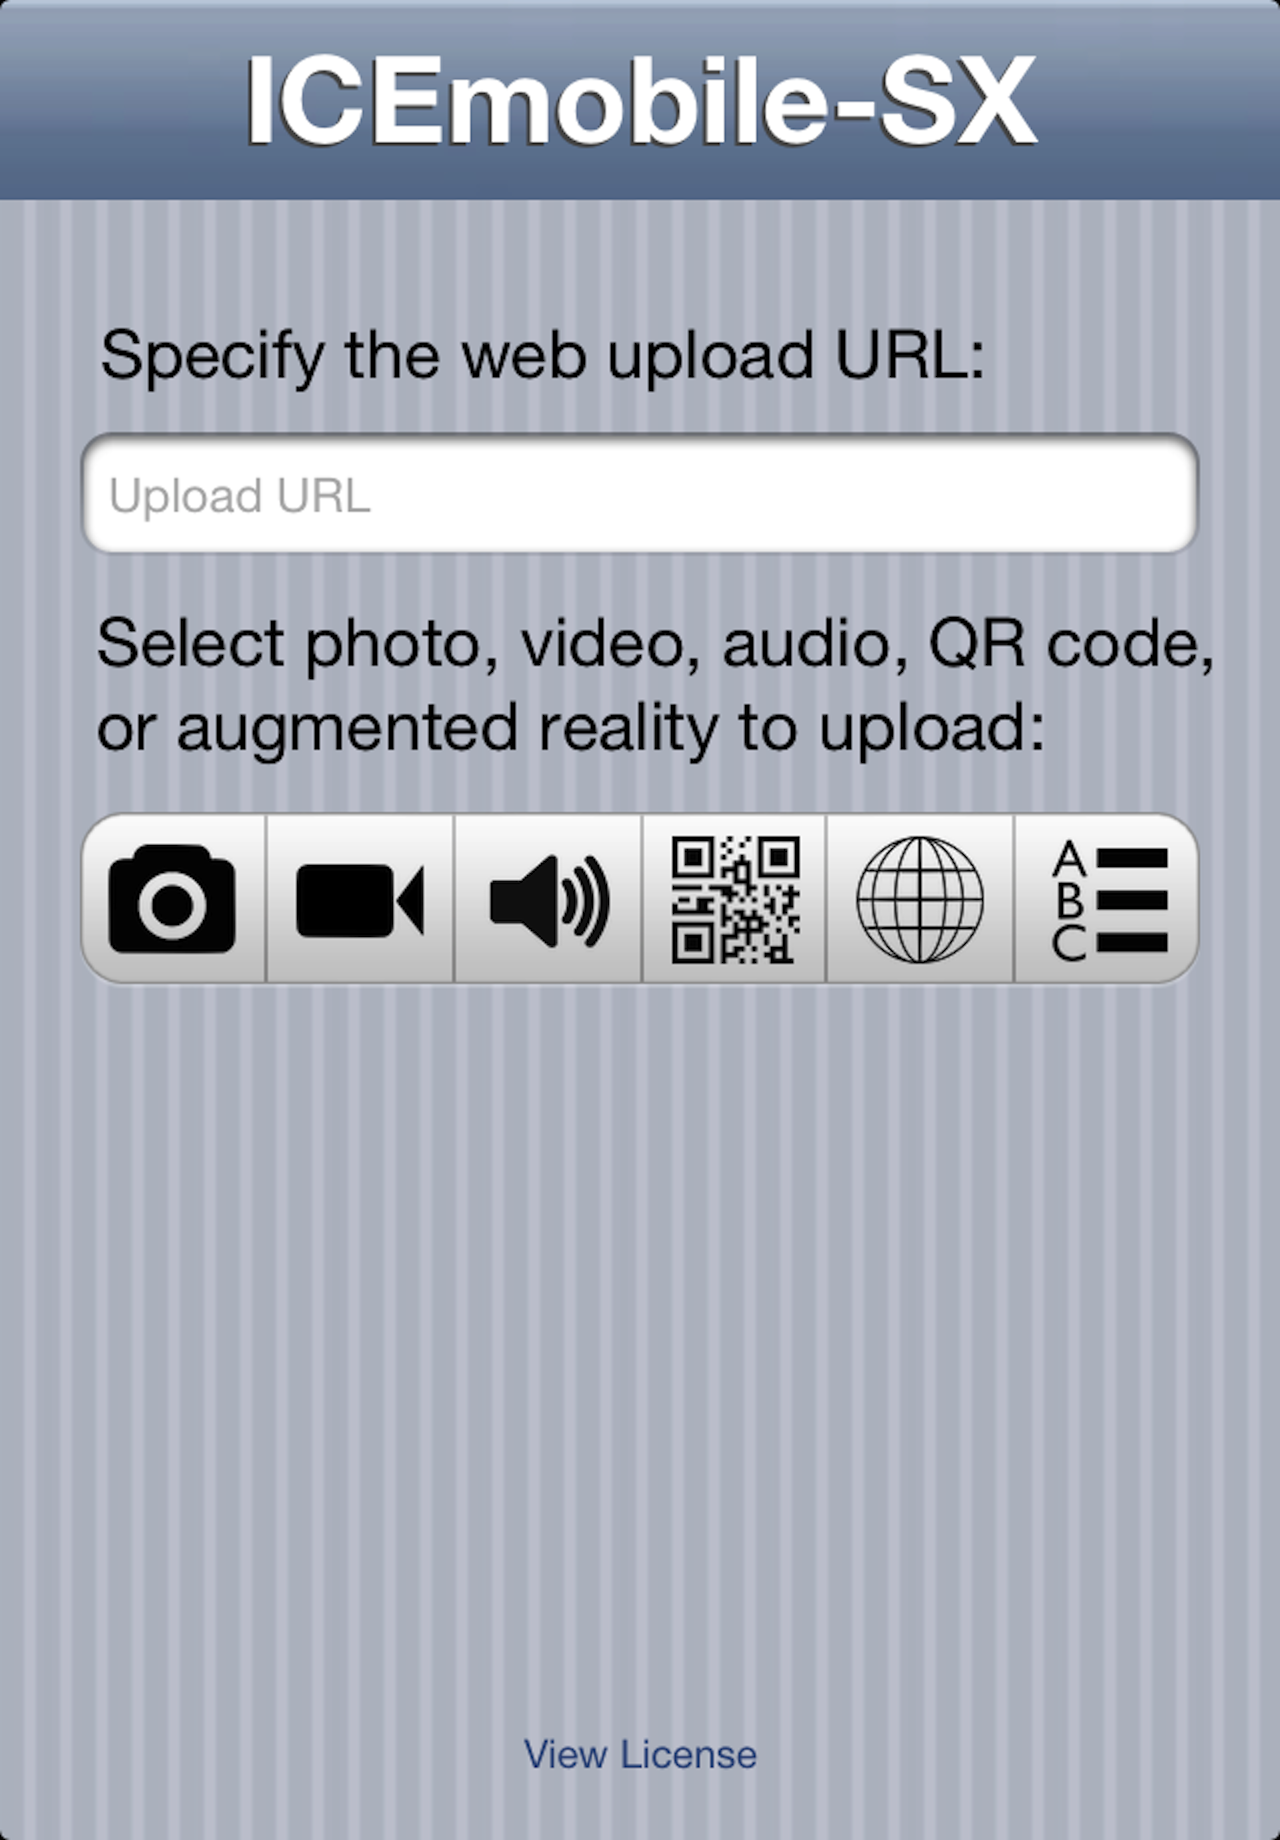 ICEmobile-SX
Specify the web upload URL:
Upload URL
Select photo, video, audio, QR code,
or augmented reality to upload:
A
B
C
View License